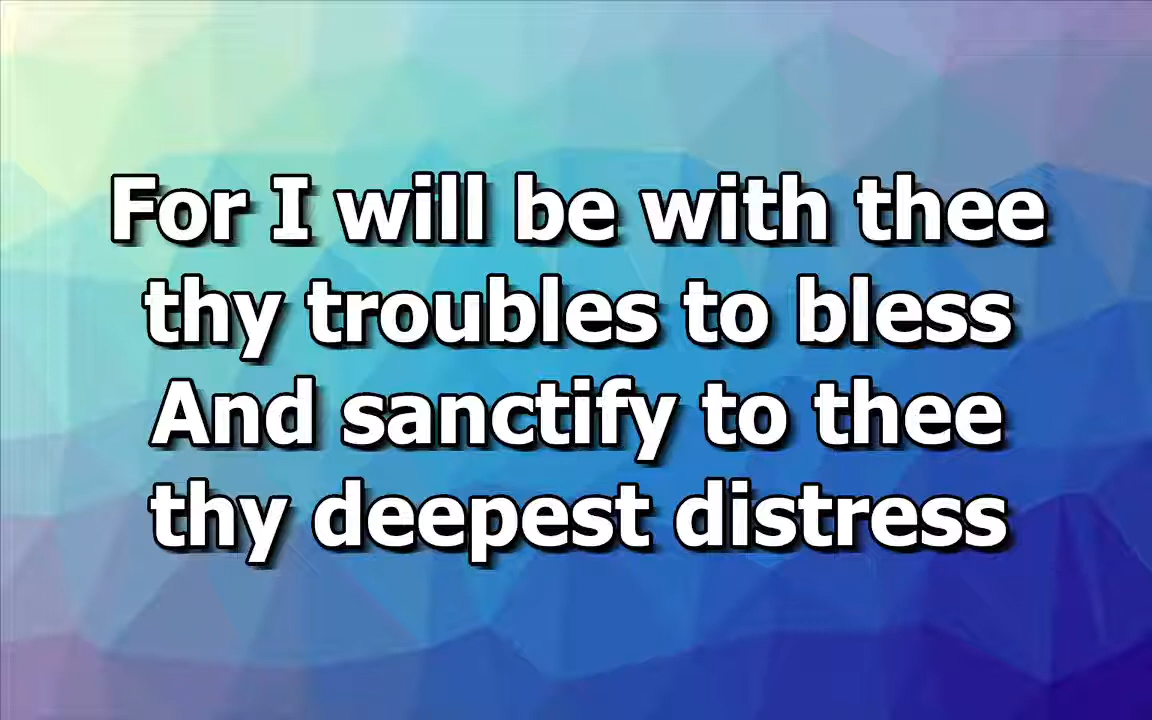 For I will be with thee
thy troubles to bless
And sanctify to thee
thy deepest distress